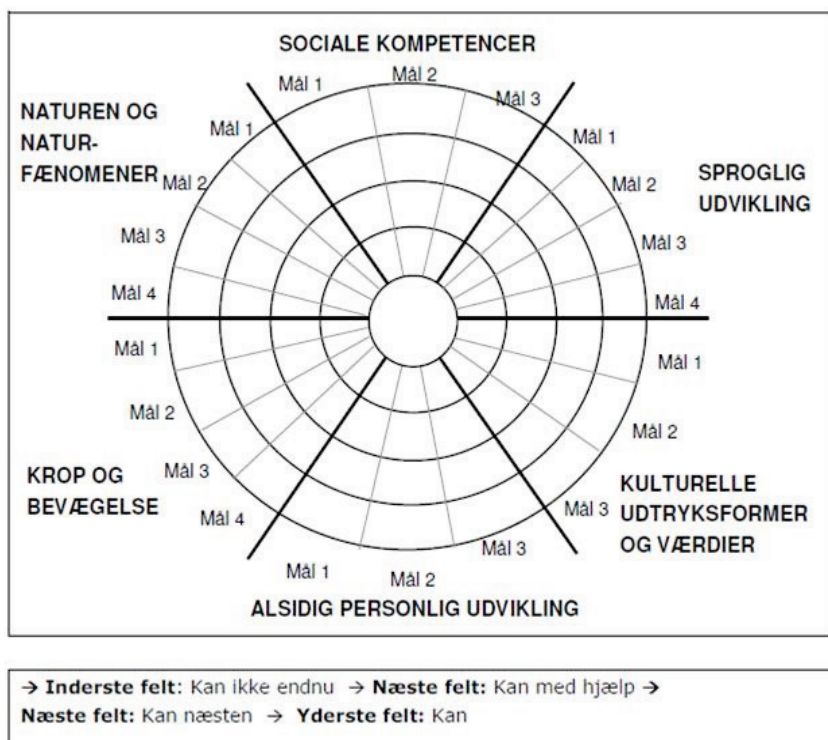 SOCIALE KOMPETENCER
Mål 1
Mål 2
Mål 3
SPROGLIG
UDVIKLING
Mål 1
Mål 2
Mål 3
Mål 4
KULTURELLE
UDTRYKSFORMER
OG VÆRDIER
Mål 1
Mål 2
Mål 3
ALSIDIG PERSONLIG UDVIKLING
Mål 1
Mål 2
Mål 3
KROP OG
BEVÆGELSE
Mål 1
Mål 2
Mål 3
Mål 4
NATUREN OG
NATUR-
FÆNOMENER
Mål 1
Mål 2
Mål 3
Mål 4
→ Inderste felt: Kan ikke endnu → Næste felt: Kan med hjælp →
Næste felt: Kan næsten → Yderste felt: Kan